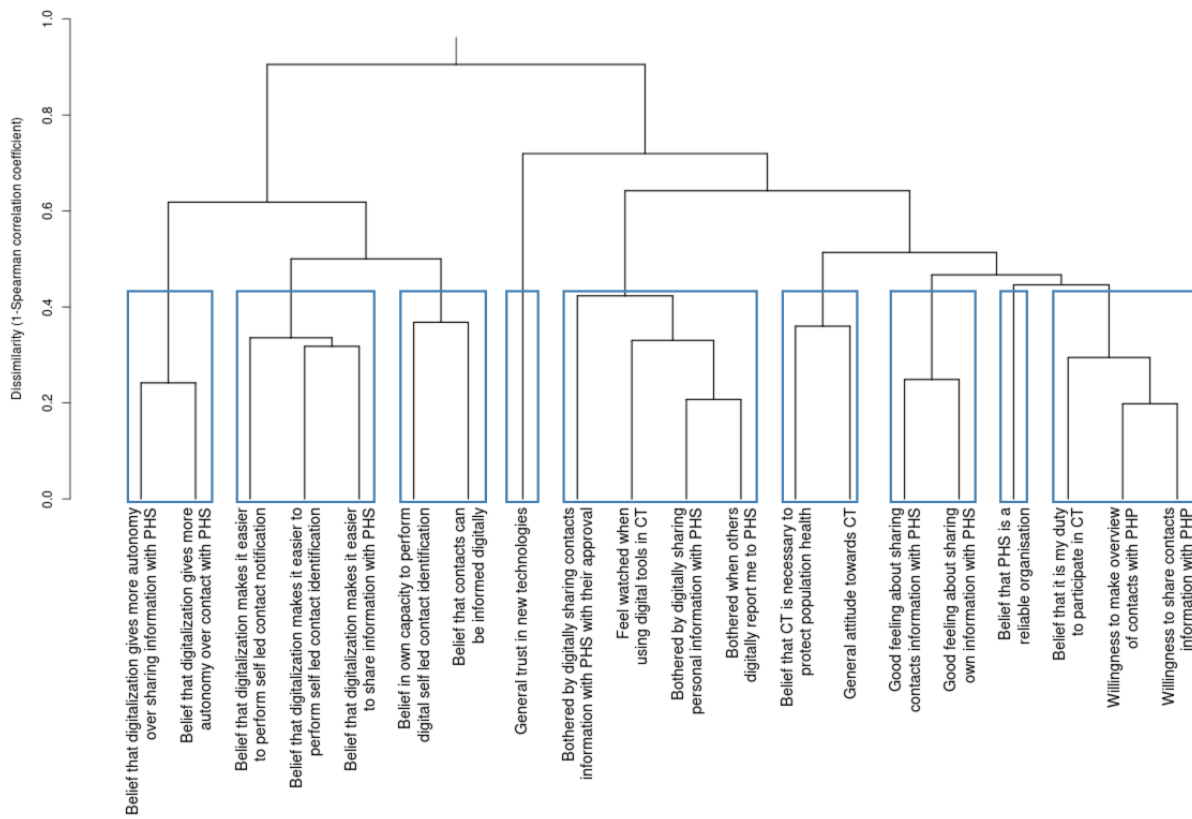 Dissimilarity (1-Spearman correlation coefficient)
1.0
0.8
0.6
0.4
0.2
0.0
Belief that digitalization gives more autonomy
over sharing information with PHS
Belief that digitalization gives more
autonomy over contact with PHS
Belief that digitalization makes it easier
to perform self led contact notification
Belief that digitalization makes it easier to
perform self led contact identification
Belief that digitalization makes it easier
to share information with PHS
Belief in own capacity to perform
digital self led contact identification
Belief that contacts can
be informed digitally
General trust in new technologies
Bothered by digitally sharing contacts
information with PHS with their approval
Feel watched when
using digital tools in CT
Bothered by digitally sharing
personal information with PHS
Bothered when others
digitally report me to PHS
Belief that CT is necessary to
protect population health
General attitude towards CT
Good feeling about sharing
contacts information with PHS
Good feeling about sharing
own information with PHS
Belief that PHS is a
reliable organisation
Belief that it is my duty
to participate in CT
Willingness to make overview
of contacts with PHP
Willingness to share contacts
information with PHP